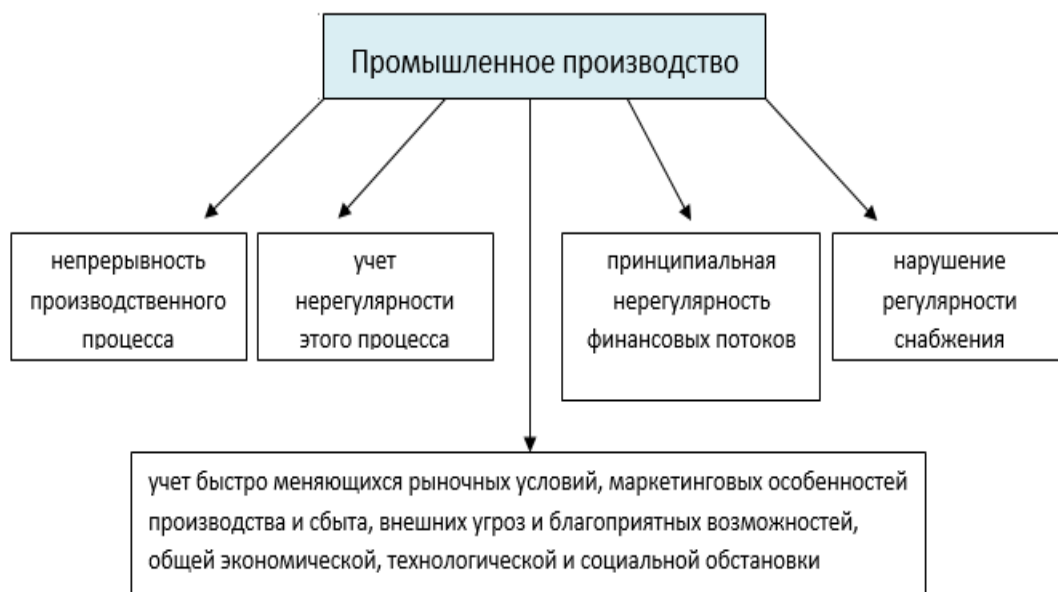 Промышленное производство
непрерывность
производственного
процесса
учет
нерегулярности
этого процесса
принципиальная
нерегулярность
финансовых потоков
нарушение
регулярности
снабжения
учет быстро меняющихся рыночных условий, маркетинговых особенностей
производства и сбыта, внешних угроз и благоприятных возможностей,
общей экономической, технологической и социальной обстановки